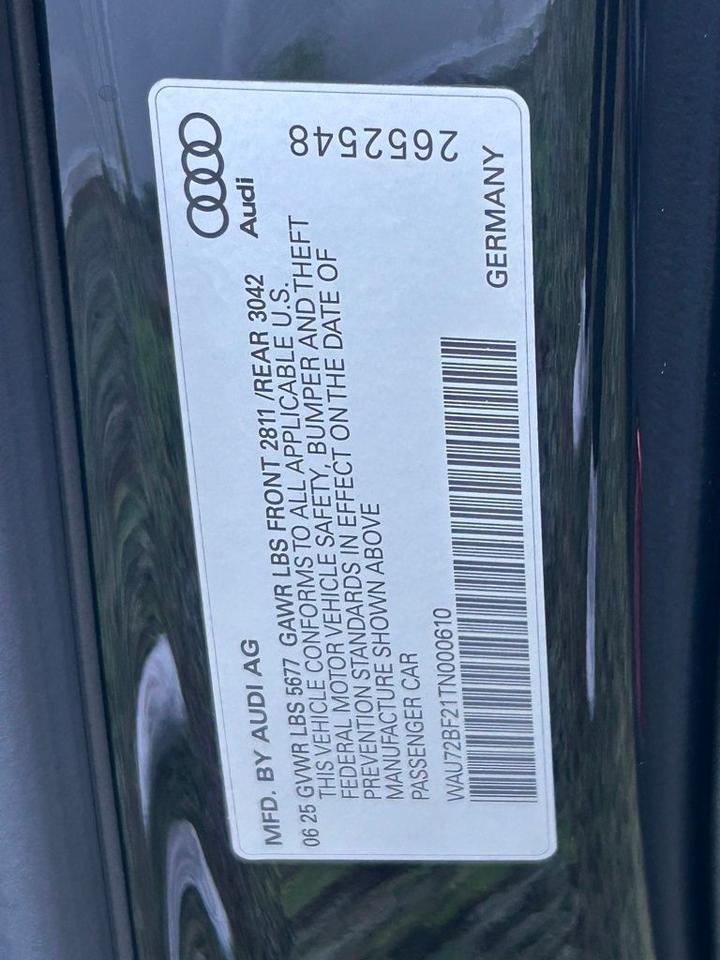 MFD. BY AUDI AG
Audi
06 25 GVWR LBS 5677 GAWR LBS FRONT 2811 /REAR 3042
THIS VEHICLE CONFORMS TO ALL APPLICABLE U.S.
FEDERAL MOTOR VEHICLE SAFETY, BUMPER AND THEFT
PREVENTION STANDARDS IN EFFECT ON THE DATE OF
MANUFACTURE SHOWN ABOVE
PASSENGER CAR
WAU72BF21TN000610
GERMANY
2652548